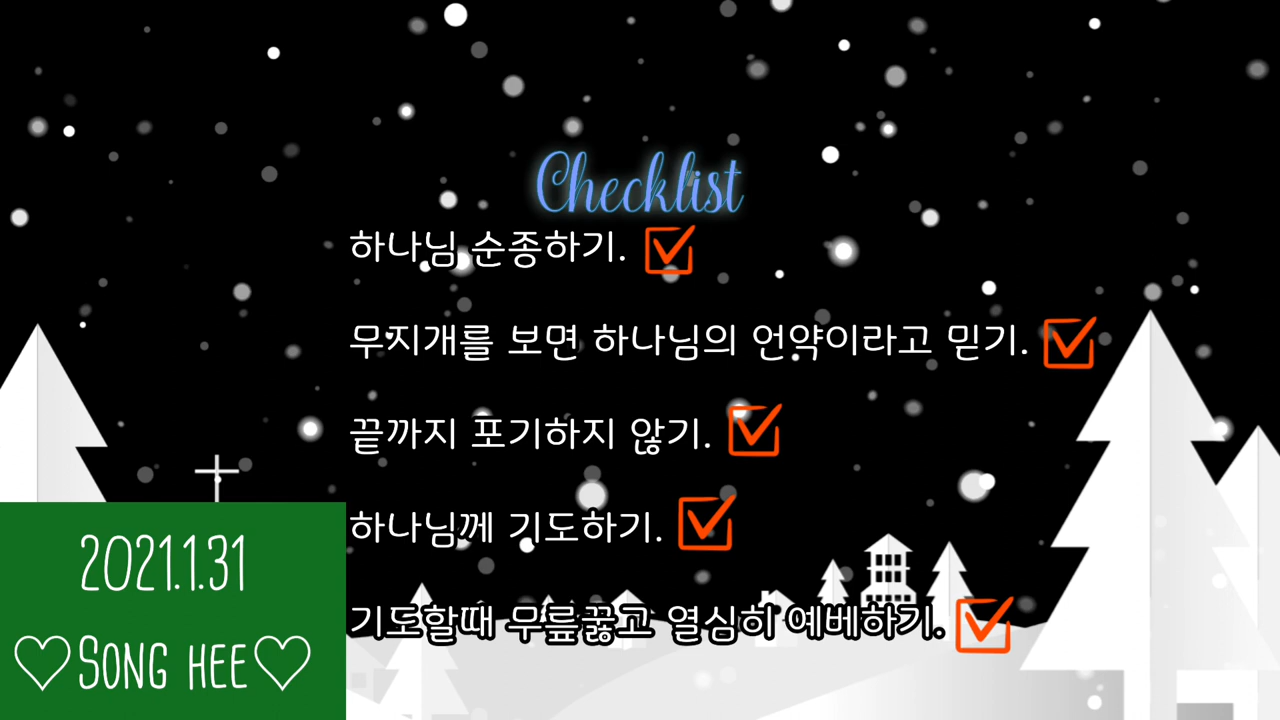 Checklist
하나님 순종하기.
무지개를 보면 하나님의 언약이라고 믿기.
끝까지 포기하지 않기.
하나님께 기도하기.
기도할때 무릎꿇고 열심히 예베하기.
2021.1.31
♡SONG HEE♡